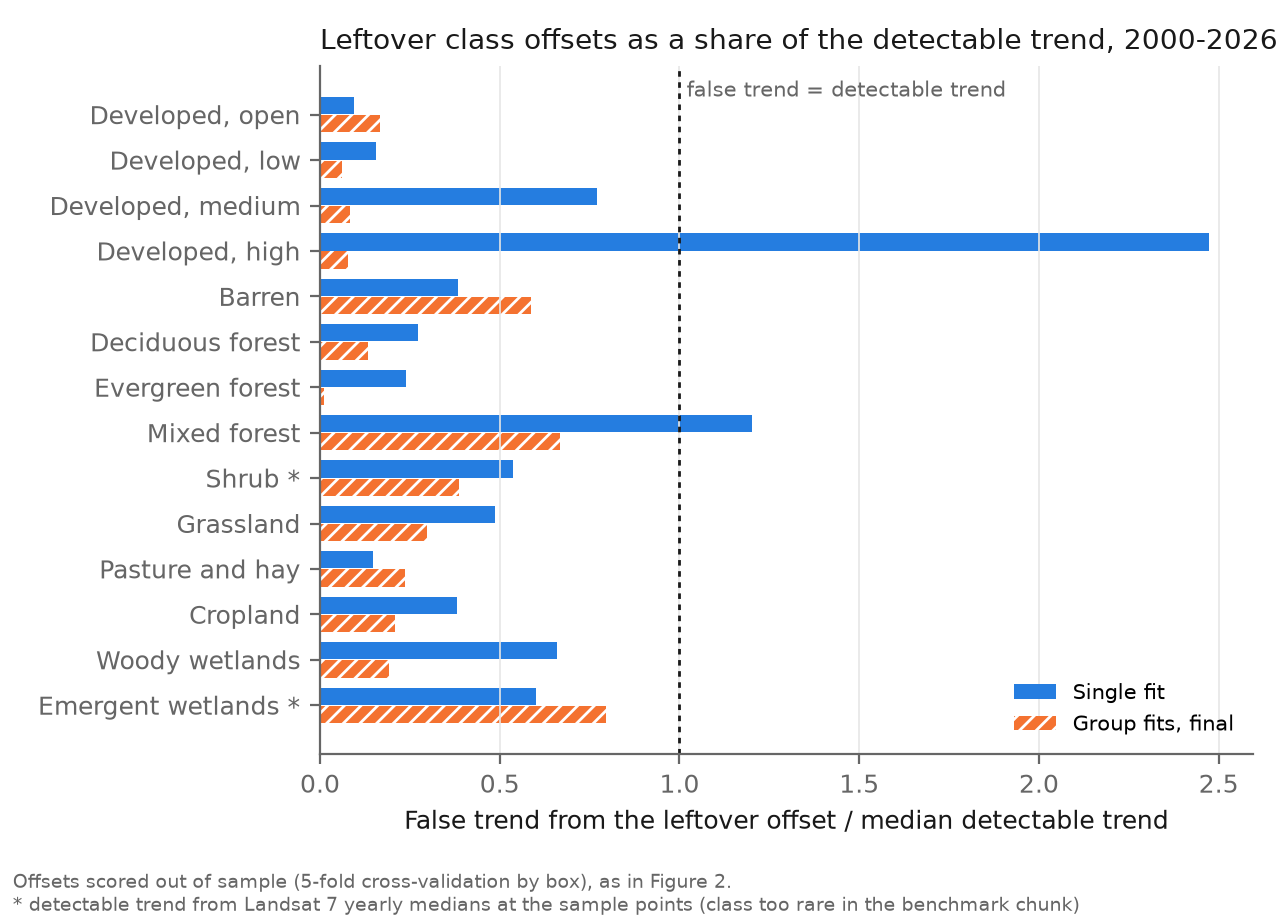 Leftover class offsets as a share of the detectable trend, 2000-2026
false trend = detectable trend
Developed, open
Developed, low
Developed, medium
Developed, high
Barren
Deciduous forest
Evergreen forest
Mixed forest
Shrub *
Grassland
Pasture and hay
Cropland
Woody wetlands
Emergent wetlands *
Single fit
Group fits, final
0.0 0.5 1.0 1.5 2.0 2.5
False trend from the leftover offset / median detectable trend
Offsets scored out of sample (5-fold cross-validation by box), as in Figure 2.
* detectable trend from Landsat 7 yearly medians at the sample points (class too rare in the benchmark chunk)